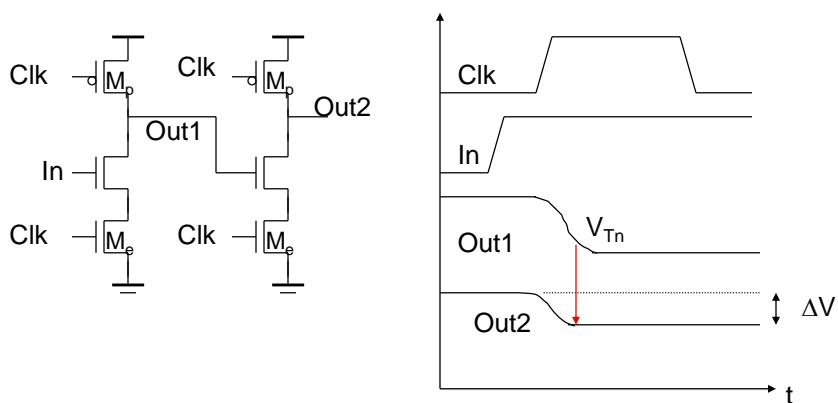 Clk
Mp
Clk
Mp
Out2
Out1
In
Clk
Me
Clk
Me
Clk
In
VTn
Out1
ΔV
Out2
t